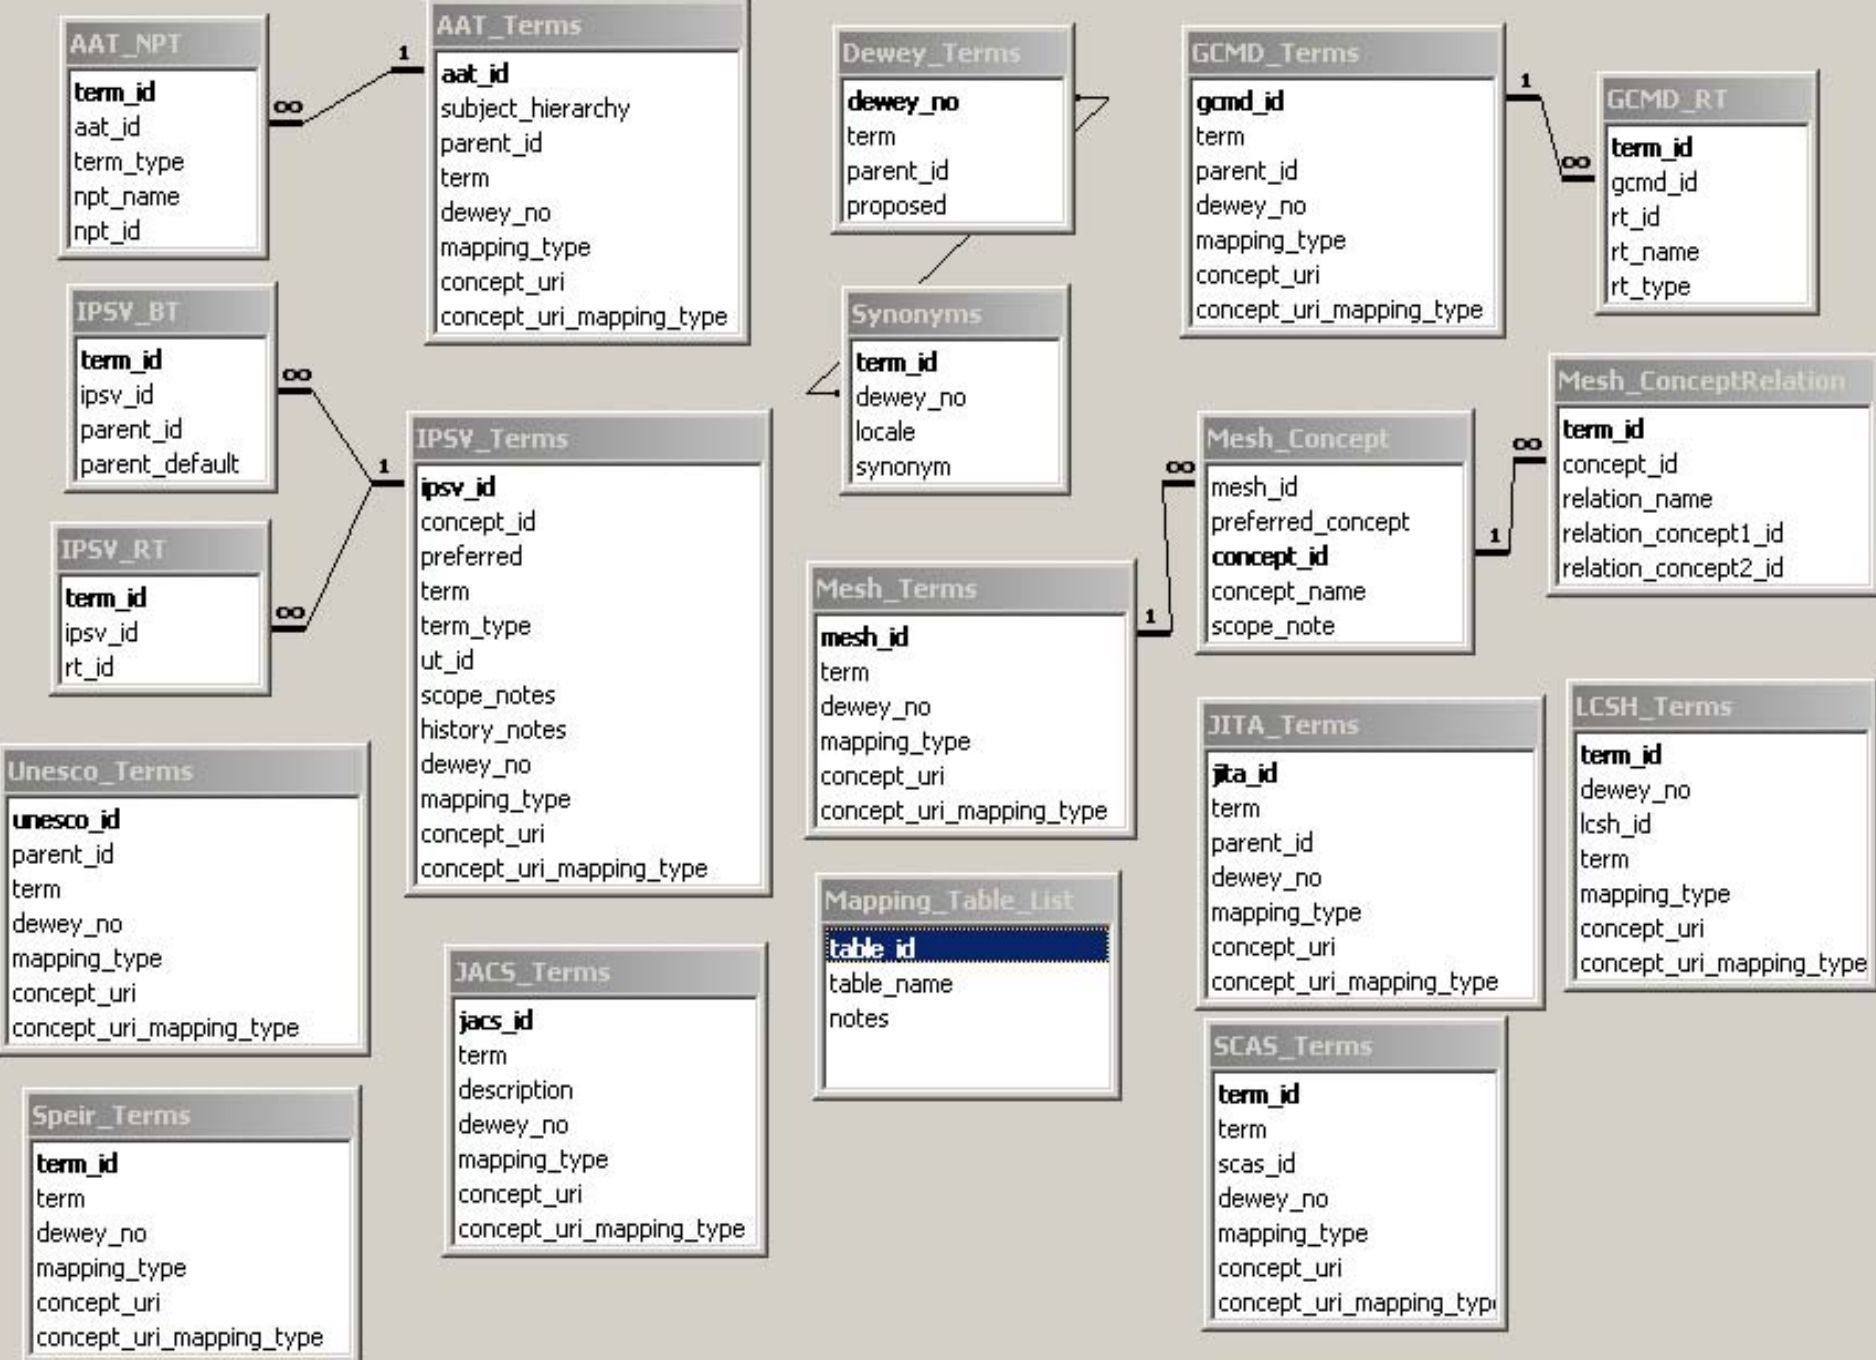 AAT_NPT
term_id
aat_id
term_type
npt_name
npt_id
∞
1
AAT_Terms
aat_id
subject_hierarchy
parent_id
term
dewey_no
mapping_type
concept_uri
concept_uri_mapping_type
Dewey_Terms
dewey_no
term
parent_id
proposed
GCMD_Terms
gcmd_id
term
parent_id
dewey_no
mapping_type
concept_uri
concept_uri_mapping_type
1
∞
GCMD_RT
term_id
gcmd_id
rt_id
rt_name
rt_type
IPSV_BT
term_id
ipsv_id
parent_id
parent_default
∞
1
IPSV_RT
term_id
ipsv_id
rt_id
∞
IPSV_Terms
ipsv_id
concept_id
preferred
term
term_type
ut_id
scope_notes
history_notes
dewey_no
mapping_type
concept_uri
concept_uri_mapping_type
Synonyms
term_id
dewey_no
locale
synonym
Mesh_Terms
mesh_id
term
dewey_no
mapping_type
concept_uri
concept_uri_mapping_type
1
∞
Mesh_Concept
mesh_id
preferred_concept
concept_id
concept_name
scope_note
1
∞
Mesh_ConceptRelation
term_id
concept_id
relation_name
relation_concept1_id
relation_concept2_id
Unesco_Terms
unesco_id
parent_id
term
dewey_no
mapping_type
concept_uri
concept_uri_mapping_type
Mapping_Table_List
table_id
table_name
notes
JITA_Terms
jita_id
term
parent_id
dewey_no
mapping_type
concept_uri
concept_uri_mapping_type
LCSH_Terms
term_id
dewey_no
lcsh_id
term
mapping_type
concept_uri
concept_uri_mapping_type
Speir_Terms
term_id
term
dewey_no
mapping_type
concept_uri
concept_uri_mapping_type
JACS_Terms
jacs_id
term
description
dewey_no
mapping_type
concept_uri
concept_uri_mapping_type
SCAS_Terms
term_id
term
scas_id
dewey_no
mapping_type
concept_uri
concept_uri_mapping_typ